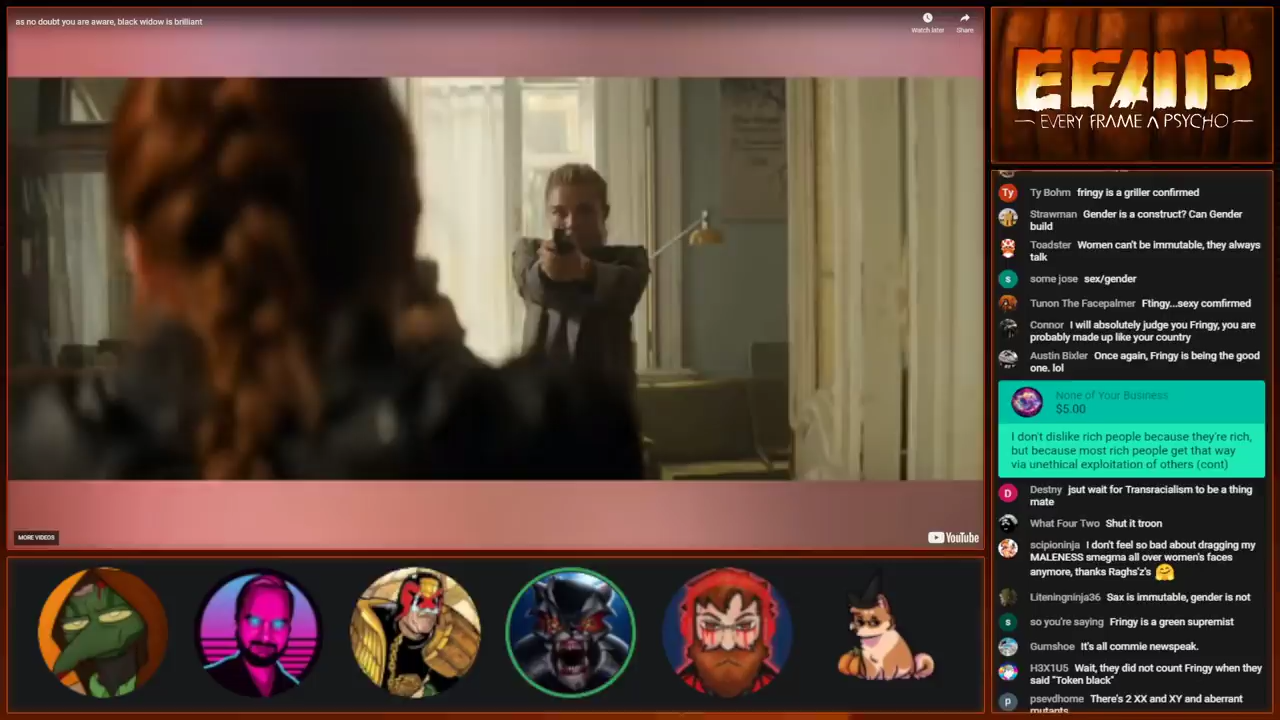 as no doubt you are aware, black widow is brilliant
Watch later
Share
MORE VIDEOS
YouTube
EFAP
EVERY FRAME A PSYCHO
Ty Bohm fringy is a griller confirmed
Strawman Gender is a construct? Can Gender
build
Toadster Women can't be immutable, they always
talk
some jose sex/gender
Tunon The Facepalmer Ftingy...sexy comfirmed
Connor I will absolutely judge you Fringy, you are
probably made up like your country
Austin Bixler Once again, Fringy is being the good
one. lol
None of Your Business
$5.00
I don't dislike rich people because they're rich,
but because most rich people get that way
via unethical exploitation of others (cont)
Destny jsut wait for Transracialism to be a thing
mate
What Four Two Shut it troon
scipioninja I don't feel so bad about dragging my
MALENESS smegma all over women's faces
anymore, thanks Raghs'z's 🤗
Liteningninja36 Sax is immutable, gender is not
so you're saying Fringy is a green supremist
Gumshoe It's all commie newspeak.
H3X1U5 Wait, they did not count Fringy when they
said "Token black"
psevdhome There's 2 XX and XY and aberrant
mutants